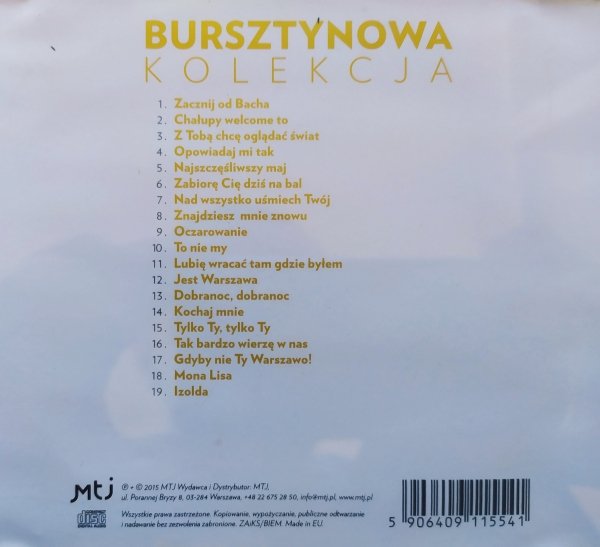 BURSZTYNOWA
KOLEKCJA
1. Zacznij od Bacha
2. Chałupy welcome to
3. Z Tobą chcę oglądać świat
4. Opowiadaj mi tak
5. Najszczęśliwszy maj
6. Zabiorę Cię dziś na bal
7. Nad wszystko uśmiech Twój
8. Znajdziesz mnie znowu
9. Oczarowanie
10. To nie my
11. Lubię wracać tam gdzie byłem
12. Jest Warszawa
13. Dobranoc, dobranoc
14. Kochaj mnie
15. Tylko Ty, tylko Ty
16. Tak bardzo wierzę w nas
17. Gdyby nie Ty Warszawo!
18. Mona Lisa
19. Izolda
mtj
℗ + © 2015 MTJ Wydawca i Dystrybutor: MTJ,
ul. Porannej Bryzy 8, 03-284 Warszawa, +48 22 675 28 50, info@mtj.pl, www.mtj.pl
COMPACT
disc
DIGITAL AUDIO
Wszystkie prawa zastrzeżone. Kopiowanie, wypożyczanie, publiczne odtwarzanie
i nadawanie bez zezwolenia zabronione. ZAiKS/BIEM. Made in EU.
5 906409 115541